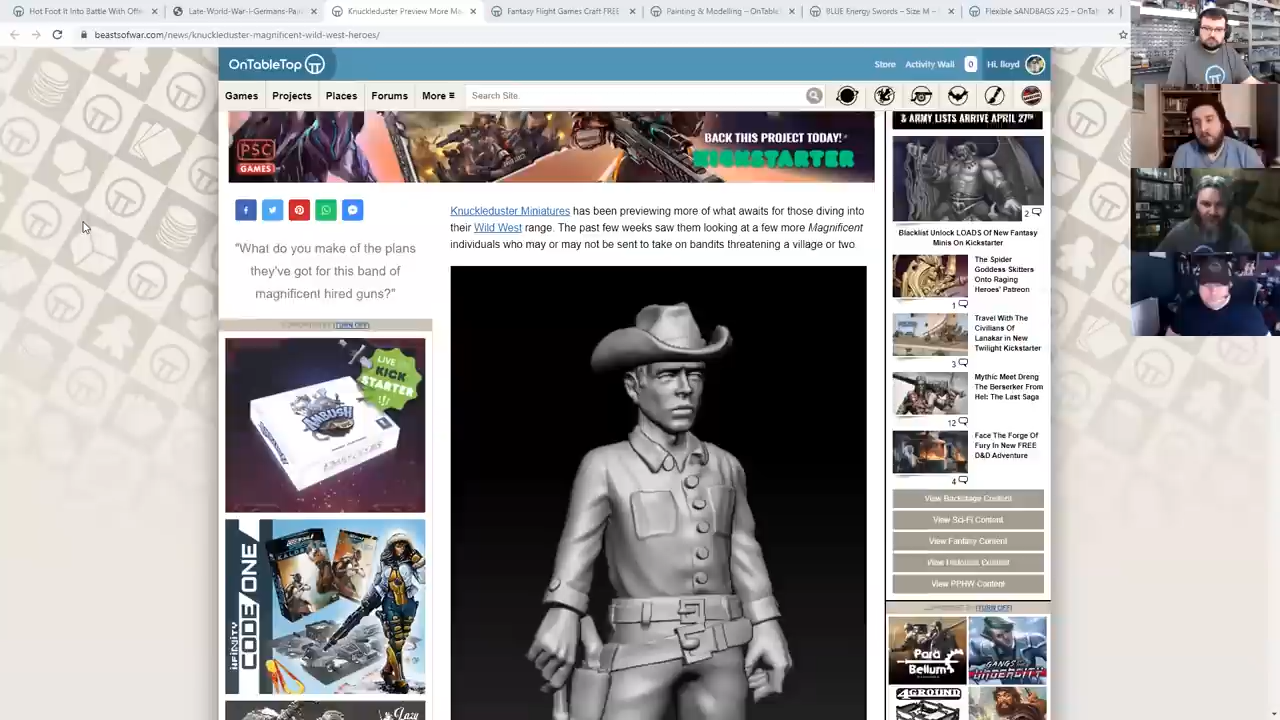 Hot Foot It Into Battle With Offe
Late-World-War-I-Germans-Pai
Knuckleduster Preview More Ma
Fantasy Flight Games Craft FREE
Painting & Modelling – OnTable
BLUE Energy Swords – Size M –
Flexible SANDBAGS x25 – OnTa
beastsofwar.com/news/knuckleduster-magnificent-wild-west-heroes/
OnTableTop
Store
Activity Wall
0
Hi, lloyd
Games
Projects
Places
Forums
More
Search Site.
PSC
GAMES
BACK THIS PROJECT TODAY!
KICKSTARTER
& ARMY LISTS ARRIVE APRIL 27TH
"What do you make of the plans
they've got for this band of
magnificent hired guns?"
Knuckleduster Miniatures has been previewing more of what awaits for those diving into
their Wild West range. The past few weeks saw them looking at a few more Magnificent
individuals who may or may not be sent to take on bandits threatening a village or two
(TURN OFF)
LIVE
KICK
STARTER
!!!
AMBUSH
INFINITY
CODE/ONE
Lazy
2
Blacklist Unlock LOADS Of New Fantasy
Minis On Kickstarter
The Spider
Goddess Skitters
Onto Raging
Heroes' Patreon
1
Travel With The
Civilians Of
Lanakar in New
Twilight Kickstarter
3
Mythic Meet Dreng
The Berserker From
Hel: The Last Saga
12
Face The Forge Of
Fury In New FREE
D&D Adventure
4
View Backstage Content
View Sci-Fi Content
View Fantasy Content
View Historical Content
View PPHW Content
(TURN OFF)
Para
Bellum
GANGS
UNDERCITY
4GROUND